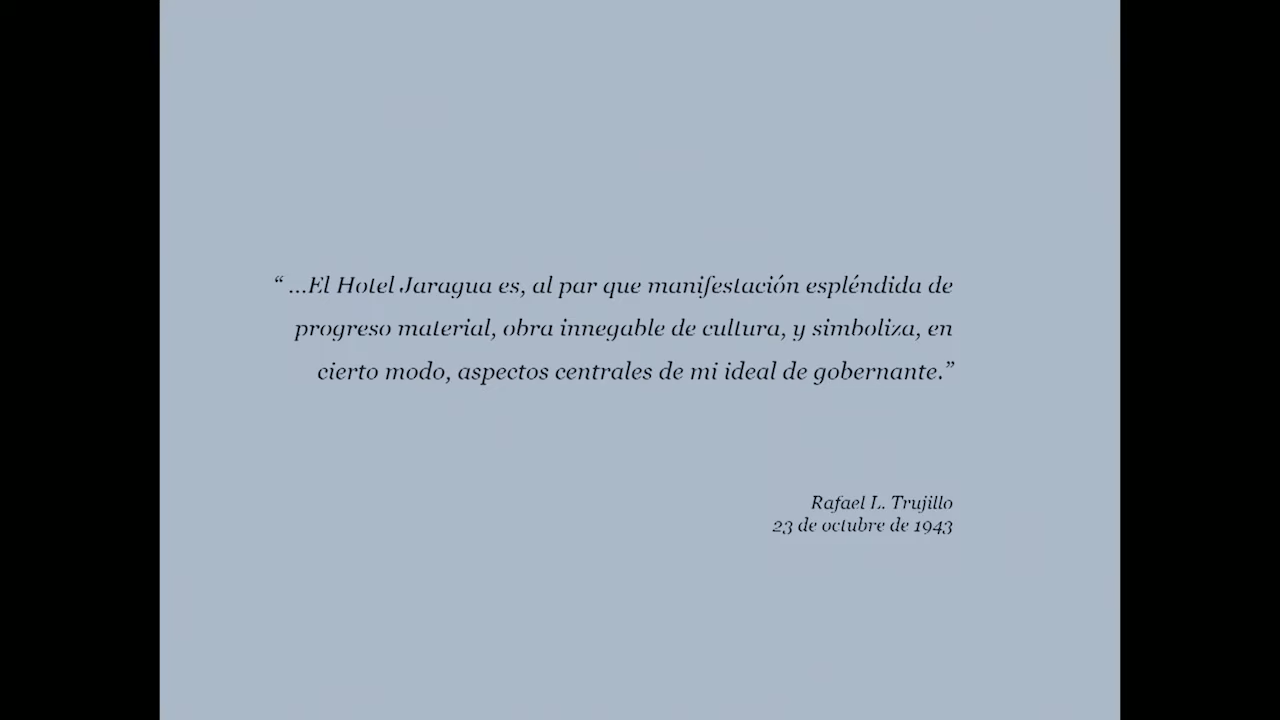 “ ...El Hotel Jaragua es, al par que manifestación espléndida de
progreso material, obra innegable de cultura, y simboliza, en
cierto modo, aspectos centrales de mi ideal de gobernante.”
Rafael L. Trujillo
23 de octubre de 1943